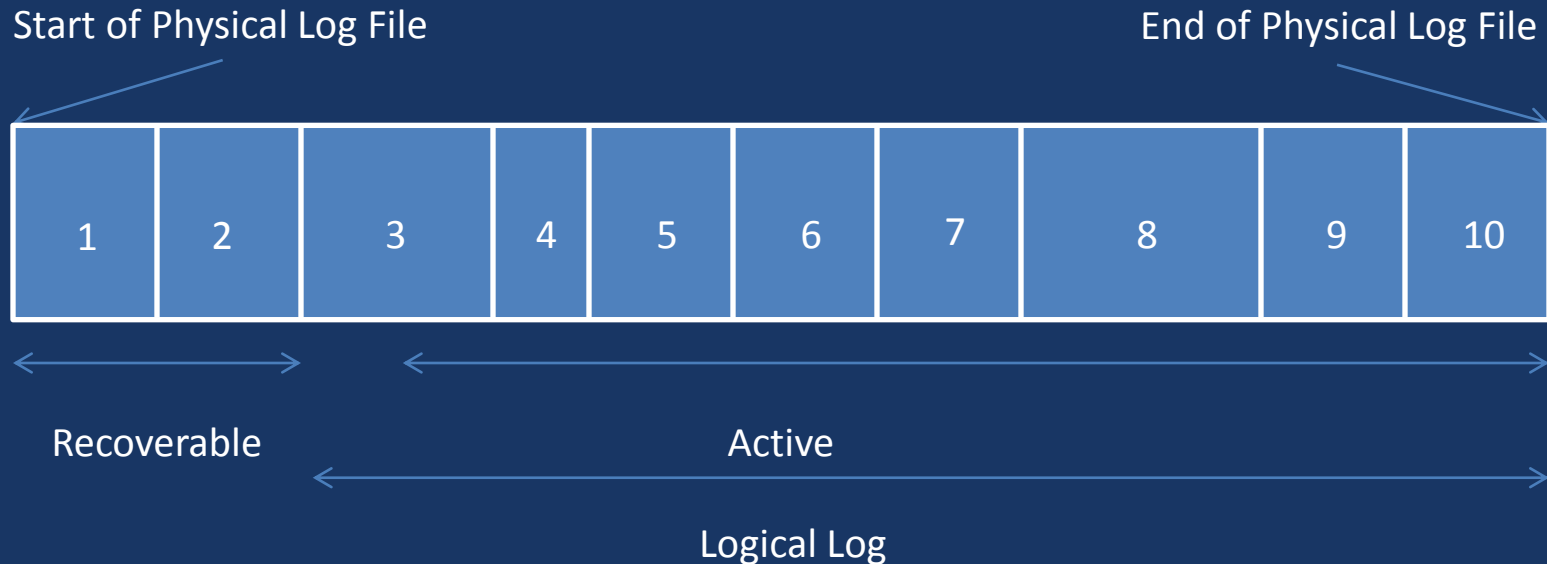 Start of Physical Log File
End of Physical Log File
1
2
3
4
5
6
7
8
9
10
Recoverable
Active
Logical Log